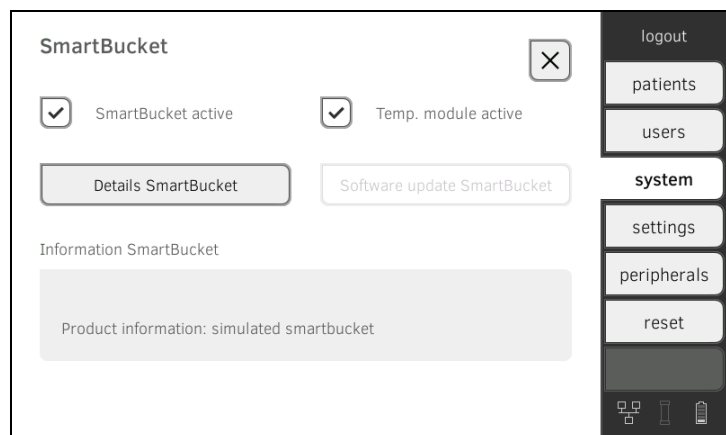 SmartBucket
SmartBucket active
Temp. module active
Details SmartBucket
Software update SmartBucket
Information SmartBucket
Product information: simulated smartbucket
logout
patients
users
system
settings
peripherals
reset